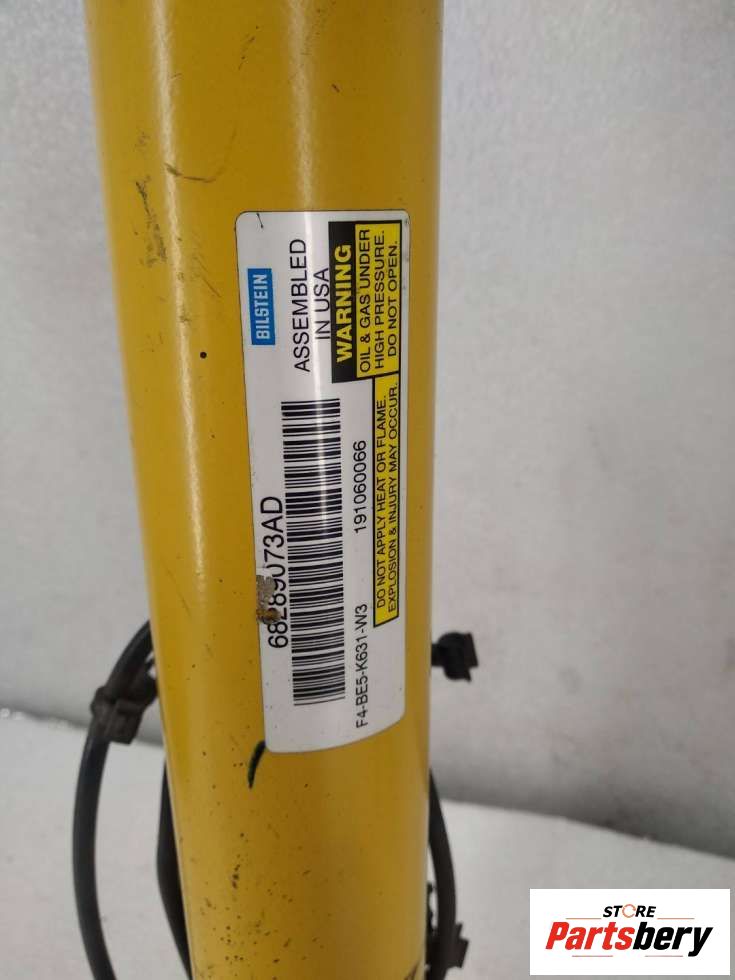 BILSTEIN
ASSEMBLED
IN USA
WARNING
OIL & GAS UNDER
HIGH PRESSURE.
DO NOT OPEN.
DO NOT APPLY HEAT OR FLAME.
EXPLOSION & INJURY MAY OCCUR.
68289073AD
191060066
F4-BE5-K631-W3
STORE
Partsbery